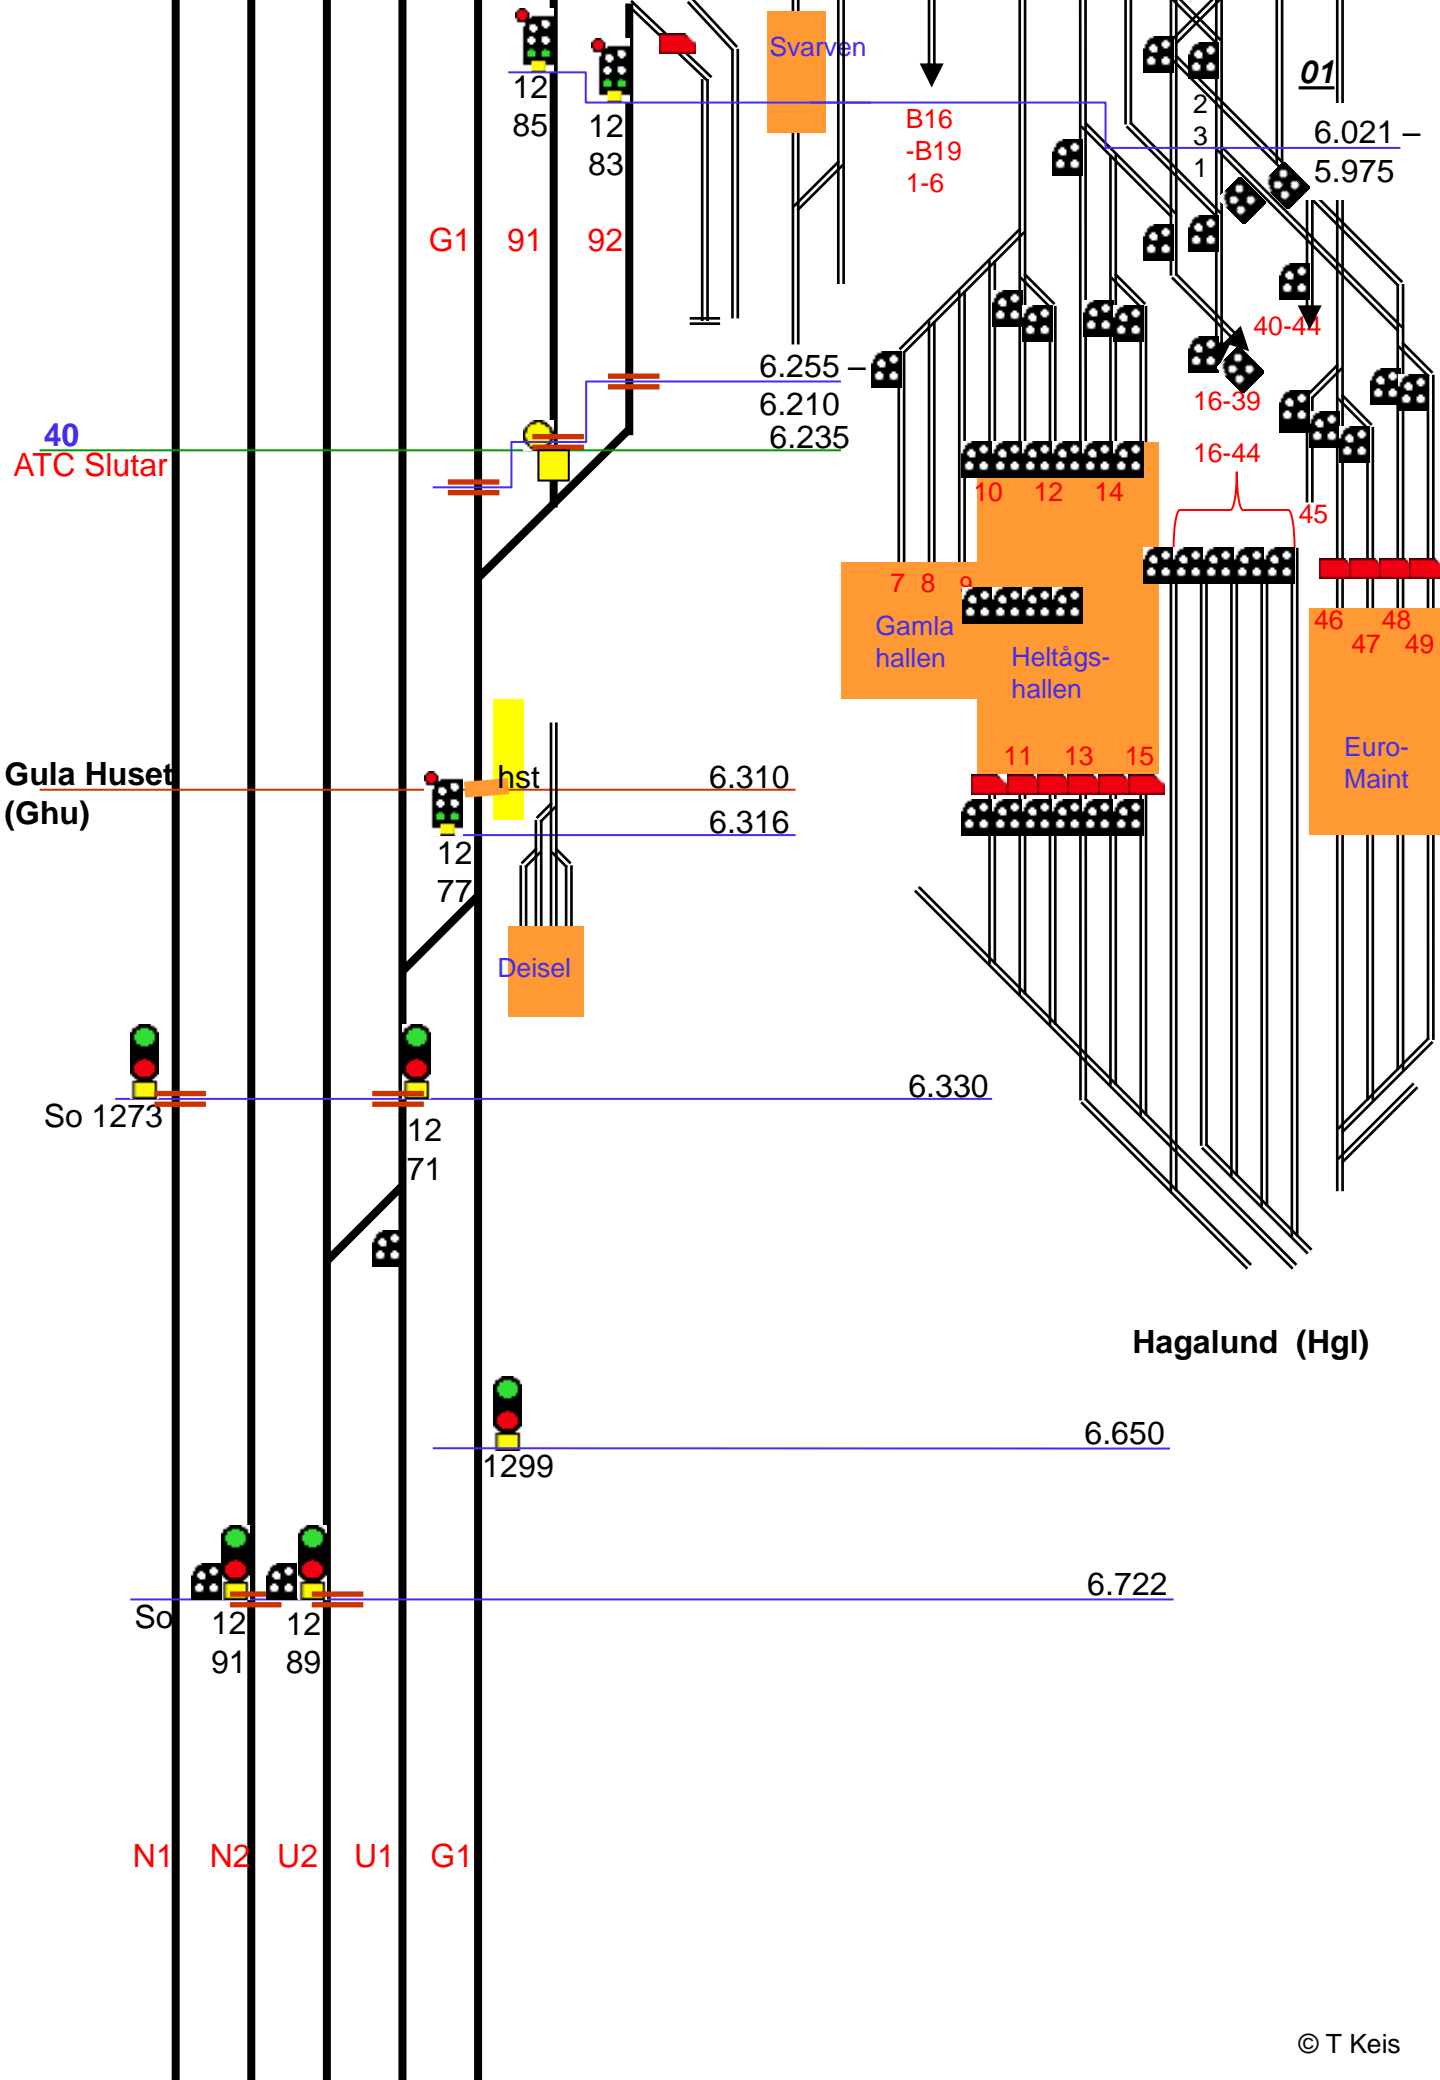 Svarven
01
12
85
12
83
2
3
1
B16
-B19
1-6
6.021 –
5.975
G1
91
92
40-44
6.255 –
6.210
6.235
40
ATC Slutar
16-39
16-44
10
12
14
45
7
8
9
46
48
47
49
Gamla
hallen
Heltågs-
hallen
11
13
15
Euro-
Maint
Gula Huset
(Ghu)
hst
6.310
6.316
12
77
Deisel
6.330
So 1273
12
71
Hagalund (Hgl)
6.650
1299
6.722
So
12
91
12
89
N1
N2
U2
U1
G1
© T Keis